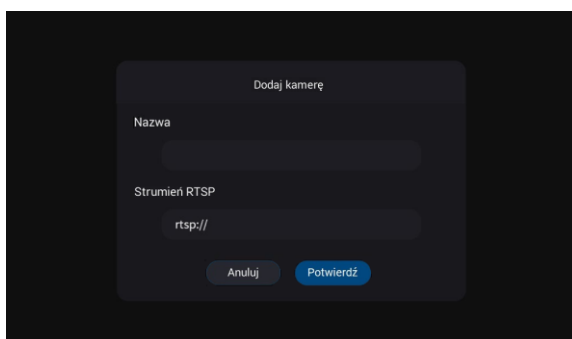 Dodaj kamerę
Nazwa
Strumień RTSP
rtsp://
Anuluj Potwierdź